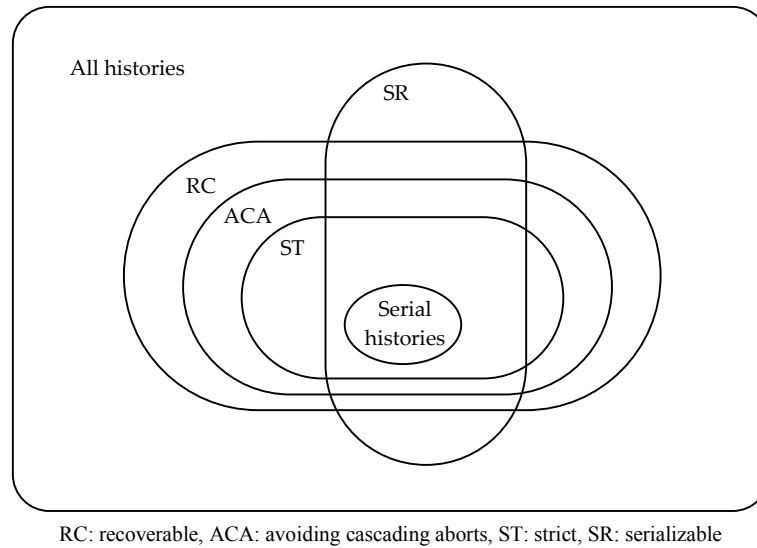 All histories
SR
RC
ACA
ST
Serial
histories
RC: recoverable, ACA: avoiding cascading aborts, ST: strict, SR: serializable